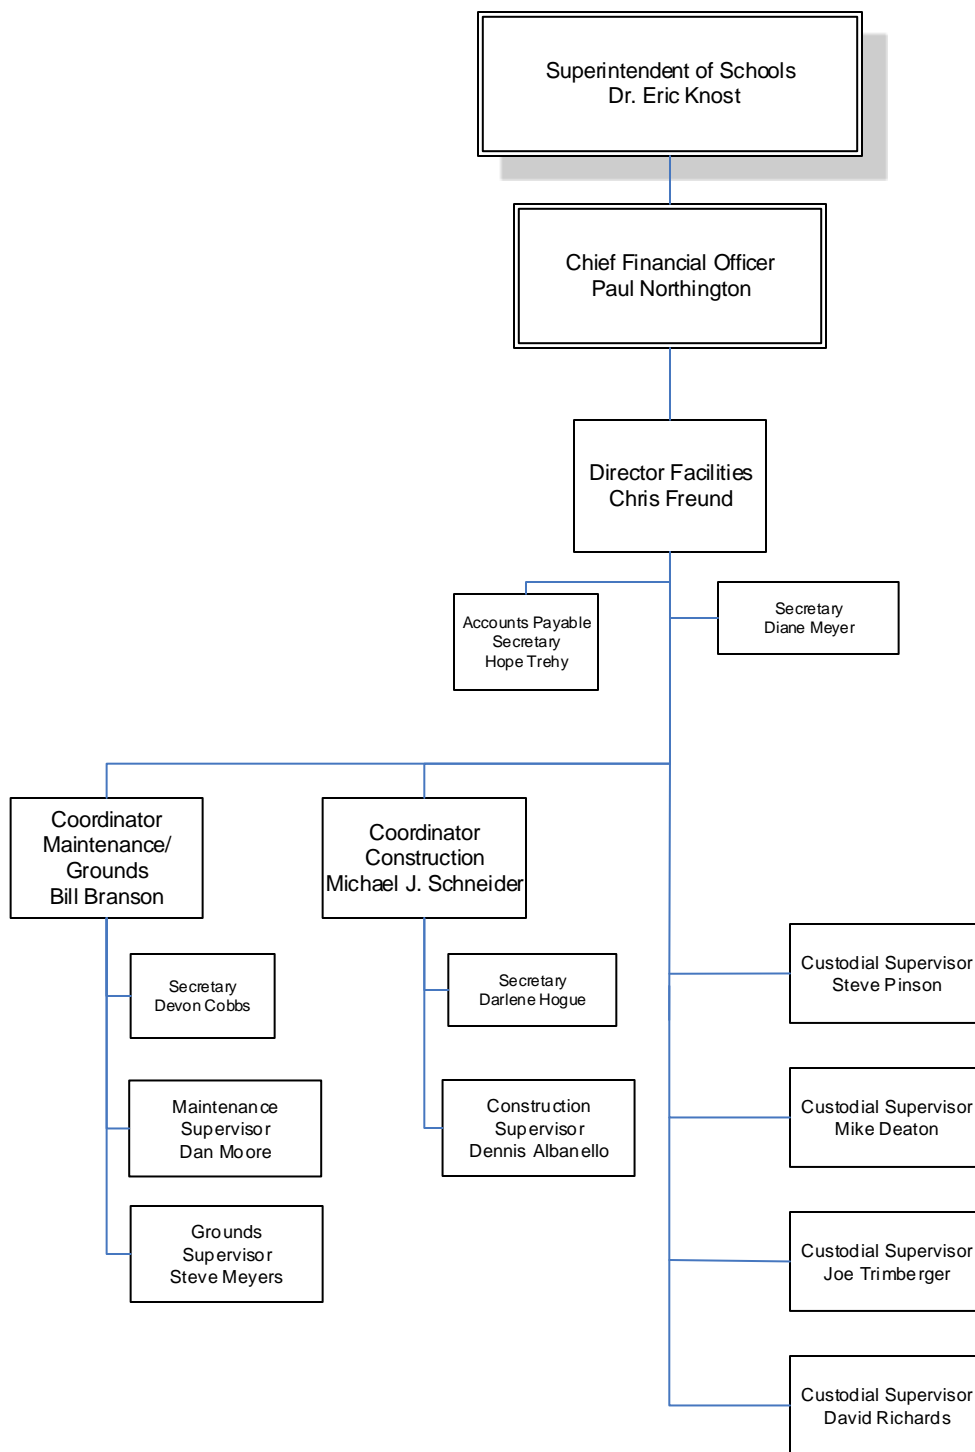 Superintendent of Schools
Dr. Eric Knost
Chief Financial Officer
Paul Northington
Director Facilities
Chris Freund
Accounts Payable
Secretary
Hope Trehy
Secretary
Diane Meyer
Coordinator
Maintenance/
Grounds
Bill Branson
Coordinator
Construction
Michael J. Schneider
Secretary
Devon Cobbs
Secretary
Darlene Hogue
Maintenance
Supervisor
Dan Moore
Construction
Supervisor
Dennis Albanello
Grounds
Supervisor
Steve Meyers
Custodial Supervisor
Steve Pinson
Custodial Supervisor
Mike Deaton
Custodial Supervisor
Joe Trimberger
Custodial Supervisor
David Richards